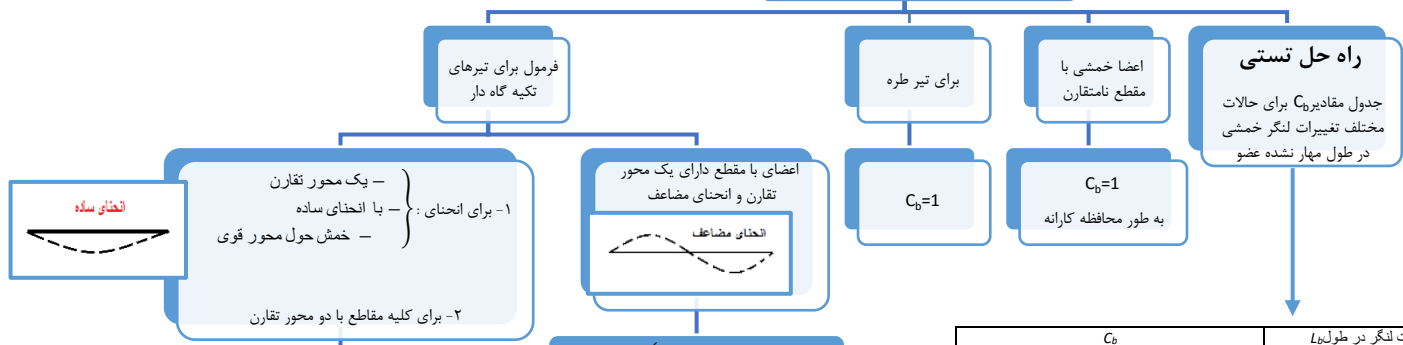 راه حل تستی
جدول مقادیر Cb برای حالات
مختلف تغییرات لنگر خمشی
در طول مهار نشده عضو
اعضا خمشی با
مقطع نامتقارن
برای تیر طره
فرمول برای تیرهای
تکیه گاه دار
Cb=1
به طور محافظه کارانه
Cb=1
اعضای با مقطع دارای یک محور
تقارن و انحنای مضاعف
انحنای مضاعف
– یک محور تقارن
۱- برای انحنای : – با انحنای ساده
– خمش حول محور قوی
۲- برای کلیه مقاطع با دو محور تقارن
انحنای ساده
ت لنگر در طول Lb
Cb